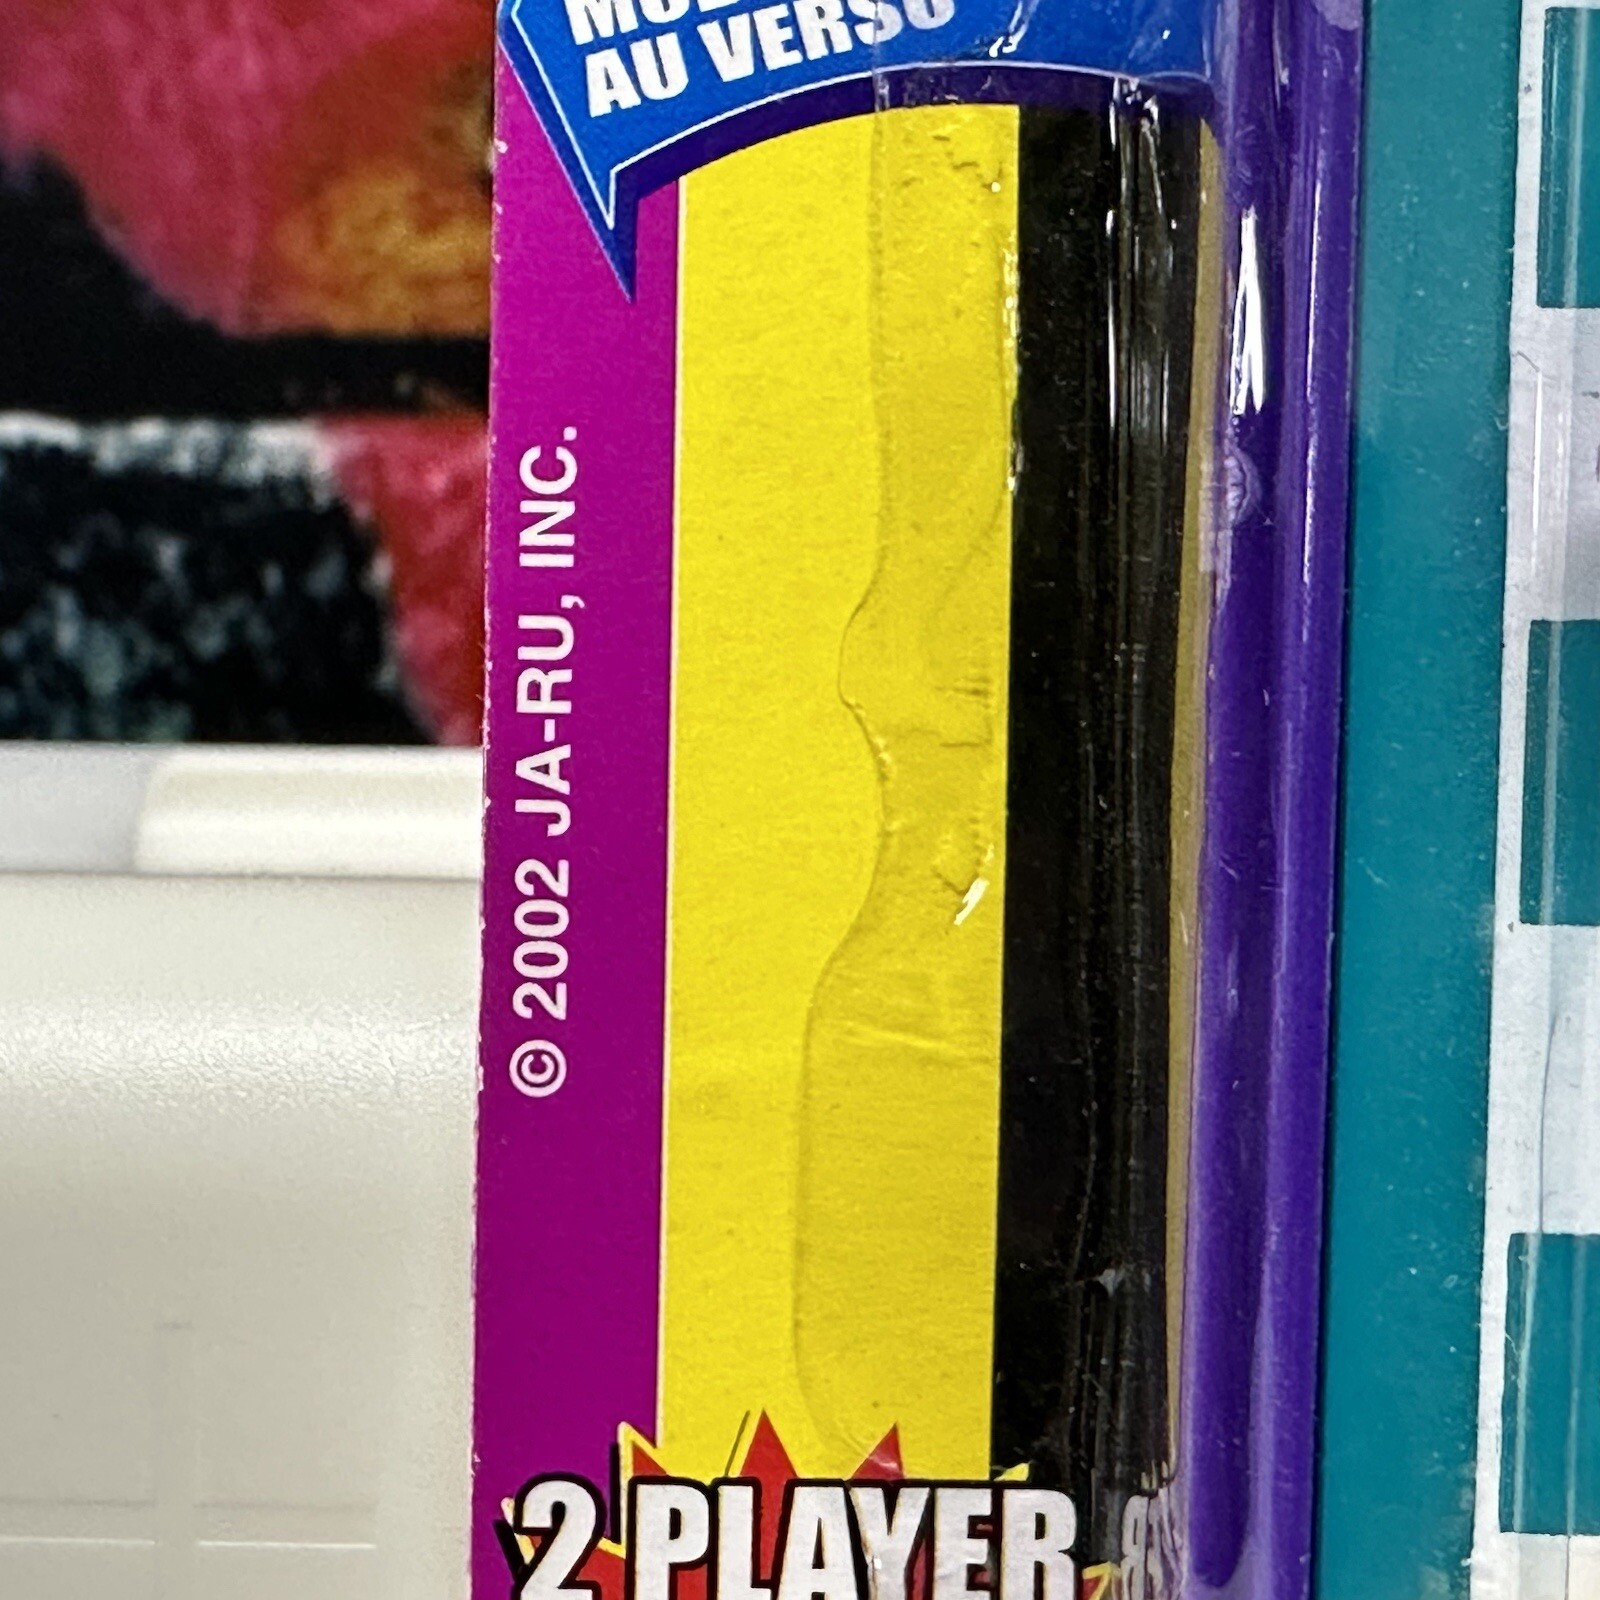 AU VERSO
© 2002 JA-RU, INC.
2 PLAYER